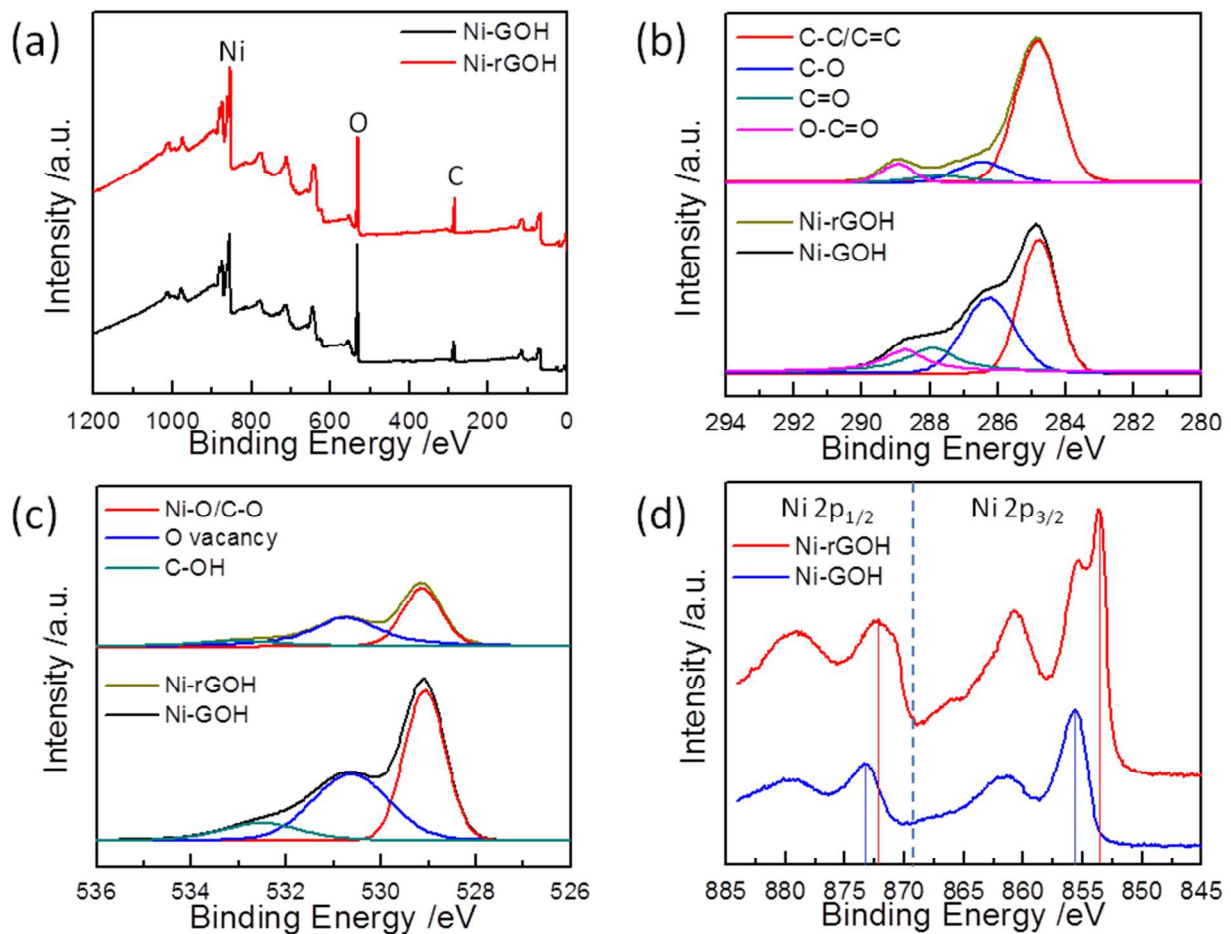 (a)
Ni-GOH
Ni-rGOH
Ni
O
C
Intensity /a.u.
1200 1000 800 600 400 200 0
Binding Energy /eV
(b)
C-C/C=C
C-O
C=O
O-C=O
Ni-rGOH
Ni-GOH
Intensity /a.u.
294 292 290 288 286 284 282 280
Binding Energy /eV
(c)
Ni-O/C-O
O vacancy
C-OH
Ni-rGOH
Ni-GOH
Intensity /a.u.
536 534 532 530 528 526
Binding Energy /eV
(d)
Ni 2p1/2 Ni 2p3/2
Ni-rGOH
Ni-GOH
Intensity /a.u.
885 880 875 870 865 860 855 850 845
Binding Energy /eV